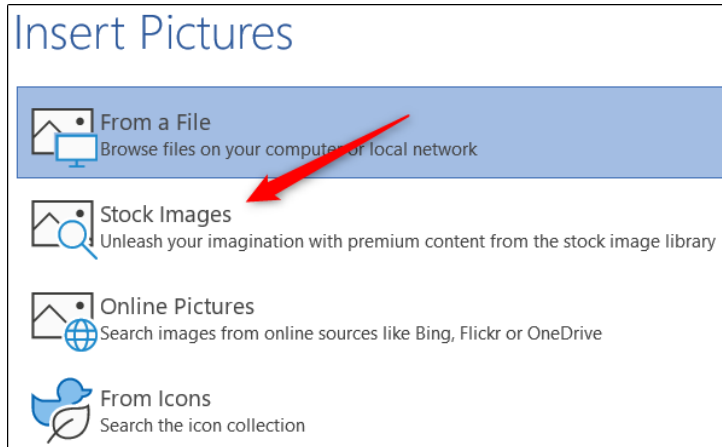 Insert Pictures
From a File
Browse files on your computer or local network
Stock Images
Unleash your imagination with premium content from the stock image library
Online Pictures
Search images from online sources like Bing, Flickr or OneDrive
From Icons
Search the icon collection